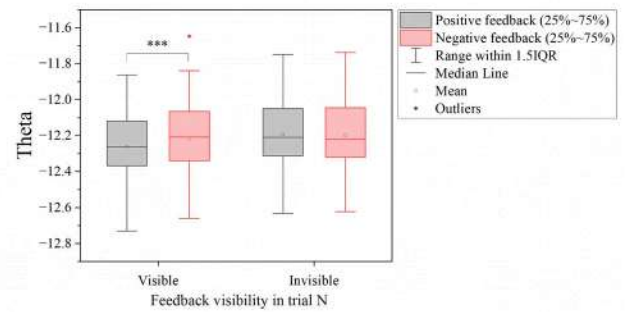 −11.6
−11.8
−12.0
−12.2
−12.4
−12.6
−12.8
Theta
***
Visible
Invisible
Feedback visibility in trial N
Positive feedback (25%~75%)
Negative feedback (25%~75%)
Range within 1.5IQR
Median Line
Mean
Outliers